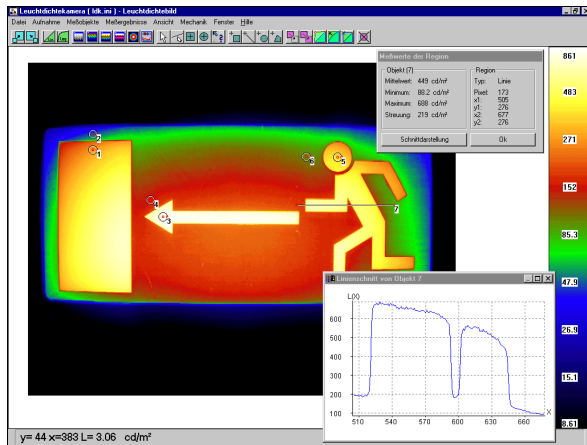 Leuchtdichtekamera ( ldk.ini ) - Leuchtdichtebild
Datei Aufnahme Meßobjekte Meßergebnisse Ansicht Mechanik Fenster Hilfe
Meßwerte der Region
Objekt (7)
Mittelwert: 449 cd/m²
Minimum: 88.2 cd/m²
Maximum: 688 cd/m²
Streuung: 219 cd/m²
Region
Typ: Linie
Pixel: 173
x1: 505
y1: 276
x2: 677
y2: 276
Schnittdarstellung
Ok
861
483
271
152
85.3
47.9
26.9
15.1
8.61
2
1
6
5
4
3
7
Linienschnitt von Objekt 7
L(X)
600
500
400
300
200
100
510 540 570 600 630 660
X
y= 44 x=383 L= 3.06 cd/m²